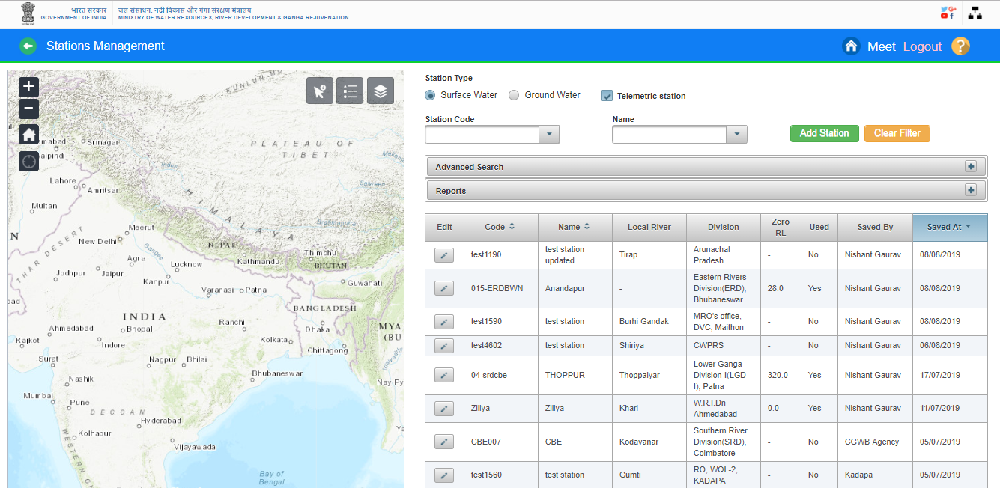 भारत सरकार
GOVERNMENT OF INDIA
जल संसाधन, नदी विकास और गंगा संरक्षण मंत्रालय
MINISTRY OF WATER RESOURCES, RIVER DEVELOPMENT & GANGA REJUVENATION
Stations Management
Meet Logout ?
KUNLUN
PLATEAU OF
TIBET
Srinagar
Indus
Mekong
Salween
Lahore
Amritsar
Multan
HIMALAYA
Brahmaputra
THAR DESERT
Meerut
New Delhi
Ganges
NEPAL
Kathmandu
Thimphu
BHUTAN
Agra
Lucknow
Jodhpur
Jaipur
Kanpur
Guwahati
Varanasi
Patna
BANGLADESH
INDIA
Ranchi
Dhaka
MYA
(BU
Ahmedabad
Bhopal
Rajkot
Indore
Kolkata
Chittagong
Surat
Nagpur
Bhilai
Nashik
Bhubaneswar
Mumbai
Nay Py
Pune
DECCAN
Hyderabad
Kolhapur
WESTERN G
Vijayawada
Bay of
Bengal
Station Type
Surface Water Ground Water Telemetric station
Station Code Name
Add Station Clear Filter
Advanced Search
Reports
Edit Code Name Local River Division Zero RL Used Saved By Saved At
test1190 test station updated Tirap Arunachal Pradesh - No Nishant Gaurav 08/08/2019
015-ERDBWN Anandapur - Eastern Rivers Division(ERD), Bhubaneswar 28.0 Yes Nishant Gaurav 08/08/2019
test1590 test station Burhi Gandak MRO's office, DVC, Maithon - No Nishant Gaurav 08/08/2019
test4602 test station Shiriya CWPRS - No Nishant Gaurav 06/08/2019
04-srdcbe THOPPUR Thoppaiyar Lower Ganga Division-I(LGD-I), Patna 320.0 Yes Nishant Gaurav 17/07/2019
Ziliya Ziliya Khari W.R.I.Dn Ahmedabad 0.0 Yes Nishant Gaurav 11/07/2019
CBE007 CBE Kodavanar Southern River Division(SRD), Coimbatore - No CGWB Agency 05/07/2019
test1560 test station Gumti RO, WQL-2, KADAPA - No Kadapa 05/07/2019